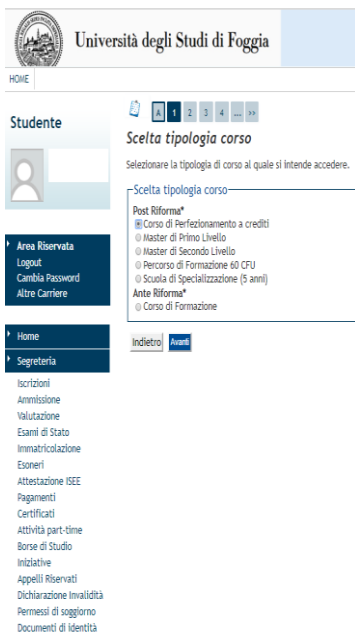 Università degli Studi di Foggia
HOME
Studente
A 1 2 3 4 .... >>
Scelta tipologia corso
Selezionare la tipologia di corso al quale si intende accedere.
Scelta tipologia corso
Post Riforma*
Corso di Perfezionamento a crediti
Master di Primo Livello
Master di Secondo Livello
Percorso di Formazione 60 CFU
Scuola di Specializzazione (5 anni)
Ante Riforma*
Corso di Formazione
Indietro Avanti
Area Riservata
Logout
Cambia Password
Altre Carriere
Home
Segreteria
Iscrizioni
Ammissione
Valutazione
Esami di Stato
Immatricolazione
Esoneri
Attestazione ISEE
Pagamenti
Certificati
Attività part-time
Borse di Studio
Iniziative
Appelli Riservati
Dichiarazione Invalidità
Permessi di soggiorno
Documenti di identità